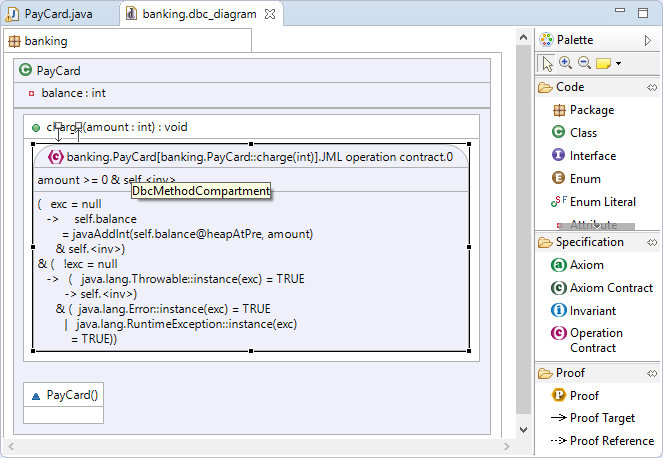 PayCard.java
banking.dbc_diagram
banking
PayCard
balance : int
charge(amount : int) : void
banking.PayCard[banking.PayCard::charge(int)].JML operation contract.0
amount >= 0 & self.<inv>
DbcMethodCompartment
( exc = null
-> self.balance
= javaAddInt(self.balance@heapAtPre, amount)
& self.<inv>)
& ( !exc = null
-> ( java.lang.Throwable::instance(exc) = TRUE
-> self.<inv>)
& ( java.lang.Error::instance(exc) = TRUE
| java.lang.RuntimeException::instance(exc)
= TRUE))
PayCard()
Palette
Code
Package
Class
Interface
Enum
Enum Literal
Attribute
Specification
Axiom
Axiom Contract
Invariant
Operation
Contract
Proof
Proof
Proof Target
Proof Reference